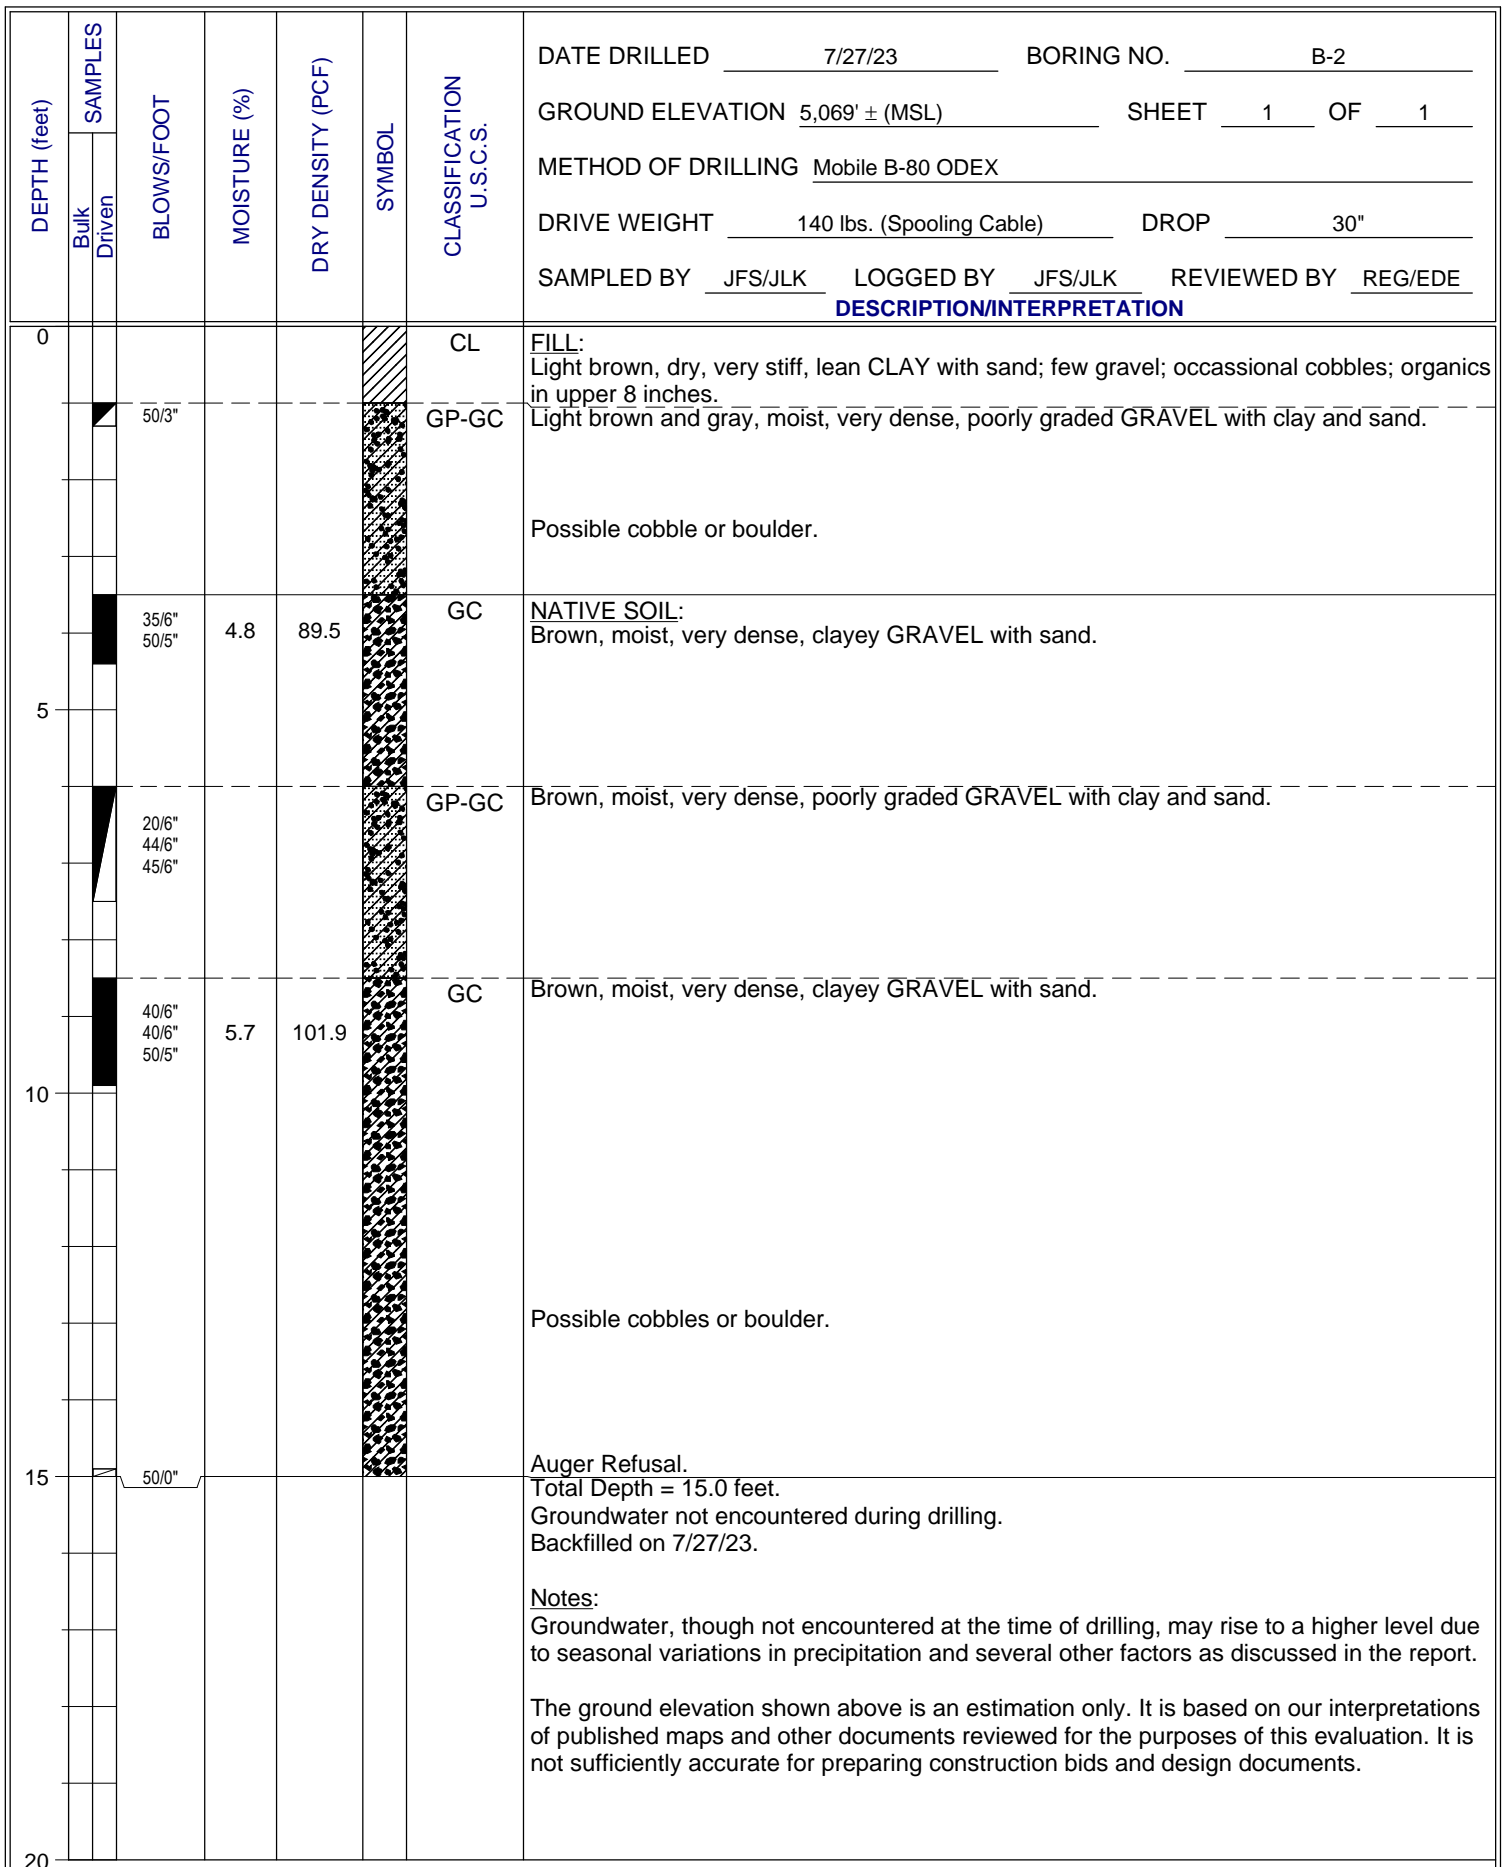 DEPTH (feet)
SAMPLES
Bulk
Driven
BLOWS/FOOT
MOISTURE (%)
DRY DENSITY (PCF)
SYMBOL
CLASSIFICATION
U.S.C.S.
DATE DRILLED 7/27/23 BORING NO. B-2
GROUND ELEVATION 5,069' ± (MSL) SHEET 1 OF 1
METHOD OF DRILLING Mobile B-80 ODEX
DRIVE WEIGHT 140 lbs. (Spooling Cable) DROP 30"
SAMPLED BY JFS/JLK LOGGED BY JFS/JLK REVIEWED BY REG/EDE
DESCRIPTION/INTERPRETATION
0 CL FILL:
Light brown, dry, very stiff, lean CLAY with sand; few gravel; occassional cobbles; organics
in upper 8 inches.
50/3" GP-GC Light brown and gray, moist, very dense, poorly graded GRAVEL with clay and sand.
Possible cobble or boulder.
GC NATIVE SOIL:
35/6"
50/5" 4.8 89.5 Brown, moist, very dense, clayey GRAVEL with sand.
5
GP-GC Brown, moist, very dense, poorly graded GRAVEL with clay and sand.
20/6"
44/6"
45/6"
GC Brown, moist, very dense, clayey GRAVEL with sand.
40/6"
40/6" 5.7 101.9
50/5"
10
Possible cobbles or boulder.
Auger Refusal.
15 50/0"
Total Depth = 15.0 feet.
Groundwater not encountered during drilling.
Backfilled on 7/27/23.
Notes:
Groundwater, though not encountered at the time of drilling, may rise to a higher level due
to seasonal variations in precipitation and several other factors as discussed in the report.
The ground elevation shown above is an estimation only. It is based on our interpretations
of published maps and other documents reviewed for the purposes of this evaluation. It is
not sufficiently accurate for preparing construction bids and design documents.
20